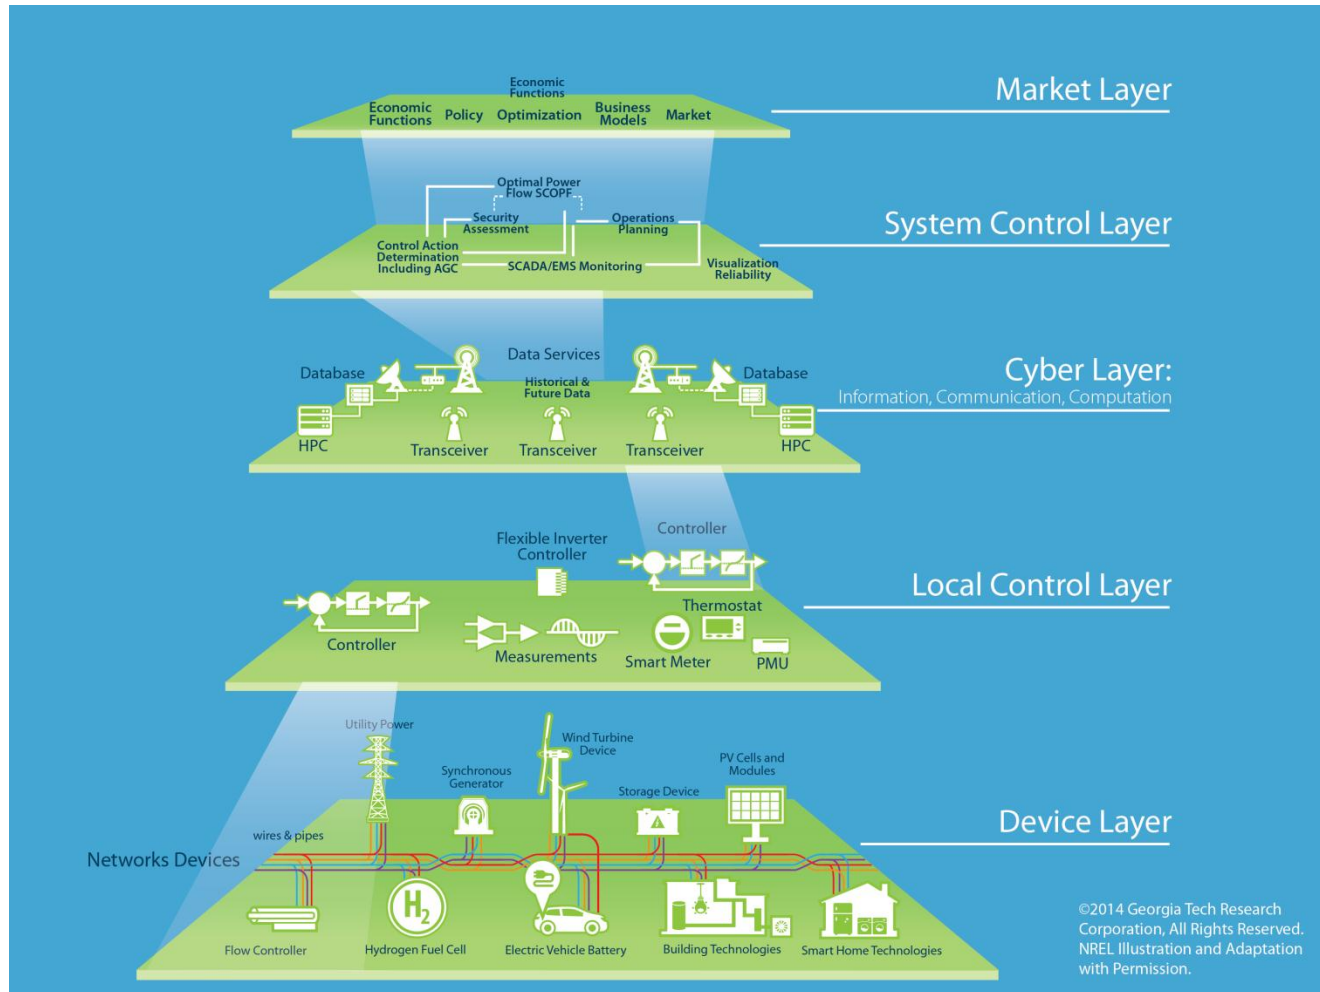 Economic
Functions
Economic
Functions
Policy
Optimization
Business
Models
Market
Market Layer
Optimal Power
Flow SCOPF
Security
Assessment
Operations
Planning
Control Action
Determination
Including AGC
SCADA/EMS Monitoring
Visualization
Reliability
System Control Layer
Data Services
Database
Historical &
Future Data
Database
HPC
Transceiver
Transceiver
Transceiver
HPC
Cyber Layer:
Information, Communication, Computation
Controller
Flexible Inverter
Controller
Thermostat
Controller
Measurements
Smart Meter
PMU
Local Control Layer
Utility Power
Wind Turbine
Device
PV Cells and
Modules
Synchronous
Generator
Storage Device
wires & pipes
Networks Devices
Device Layer
H2
Flow Controller
Hydrogen Fuel Cell
Electric Vehicle Battery
Building Technologies
Smart Home Technologies
©2014 Georgia Tech Research
Corporation, All Rights Reserved.
NREL Illustration and Adaptation
with Permission.